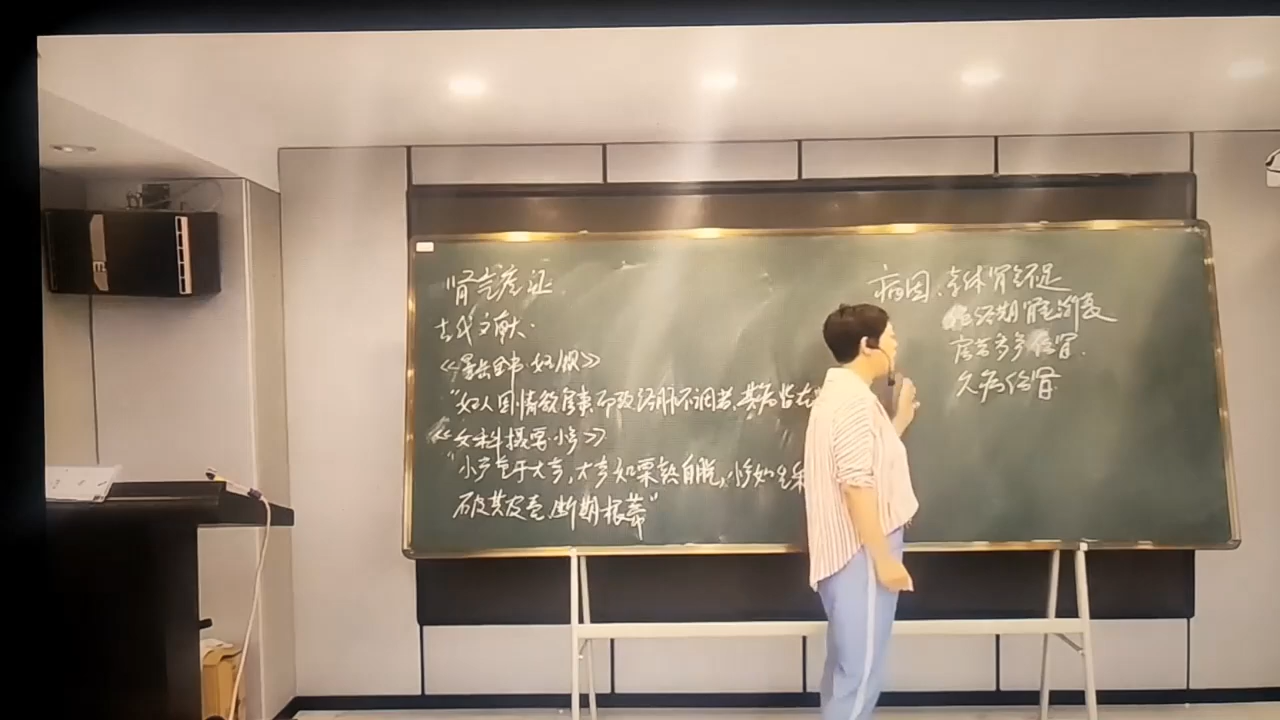 肾气虚证
古代文献.
《景岳全书·妇人规》
"妇人因情欲房事,而致经脉不调者,其病皆在
《女科撮要·小产》
"小产重于大产,大产如栗熟自脱,小产如生采
破其皮壳,断其根蒂"
病因、素体肾气不足
经期肾气
房劳多产伤肾.
久病伤肾